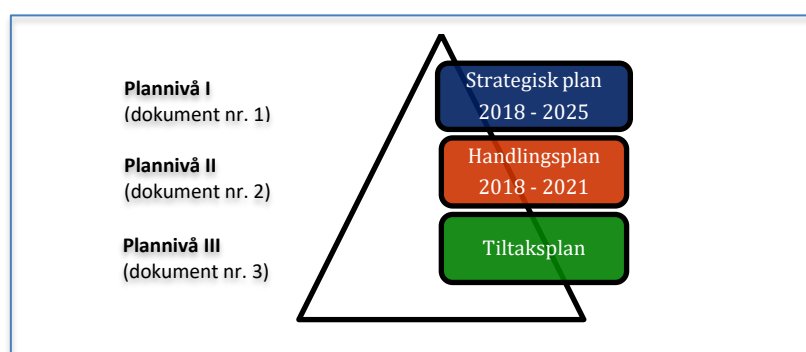 Plannivå I
(dokument nr. 1)
Strategisk plan
2018 - 2025
Plannivå II
(dokument nr. 2)
Handlingsplan
2018 - 2021
Plannivå III
(dokument nr. 3)
Tiltaksplan